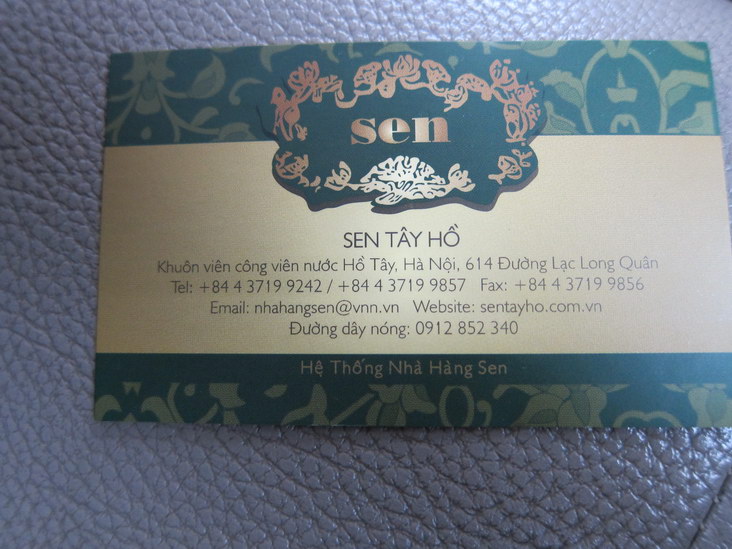 sen
SEN TÂY HỒ
Khuôn viên công viên nước Hồ Tây, Hà Nội, 614 Đường Lạc Long Quân
Tel: +84 4 3719 9242 / +84 4 3719 9857 Fax: +84 4 3719 9856
Email: nhahangsen@vnn.vn Website: sentayho.com.vn
Đường dây nóng: 0912 852 340
Hệ Thống Nhà Hàng Sen